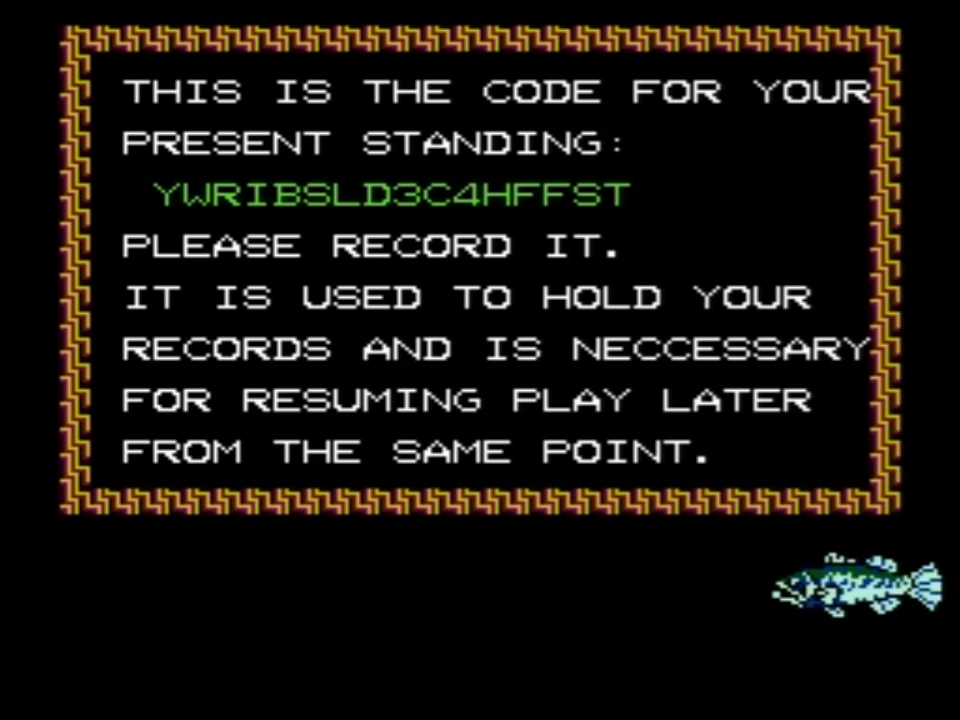 THIS IS THE CODE FOR YOUR
PRESENT STANDING:
YWRIBSLD3C4HFFST
PLEASE RECORD IT.
IT IS USED TO HOLD YOUR
RECORDS AND IS NECCESSARY
FOR RESUMING PLAY LATER
FROM THE SAME POINT.